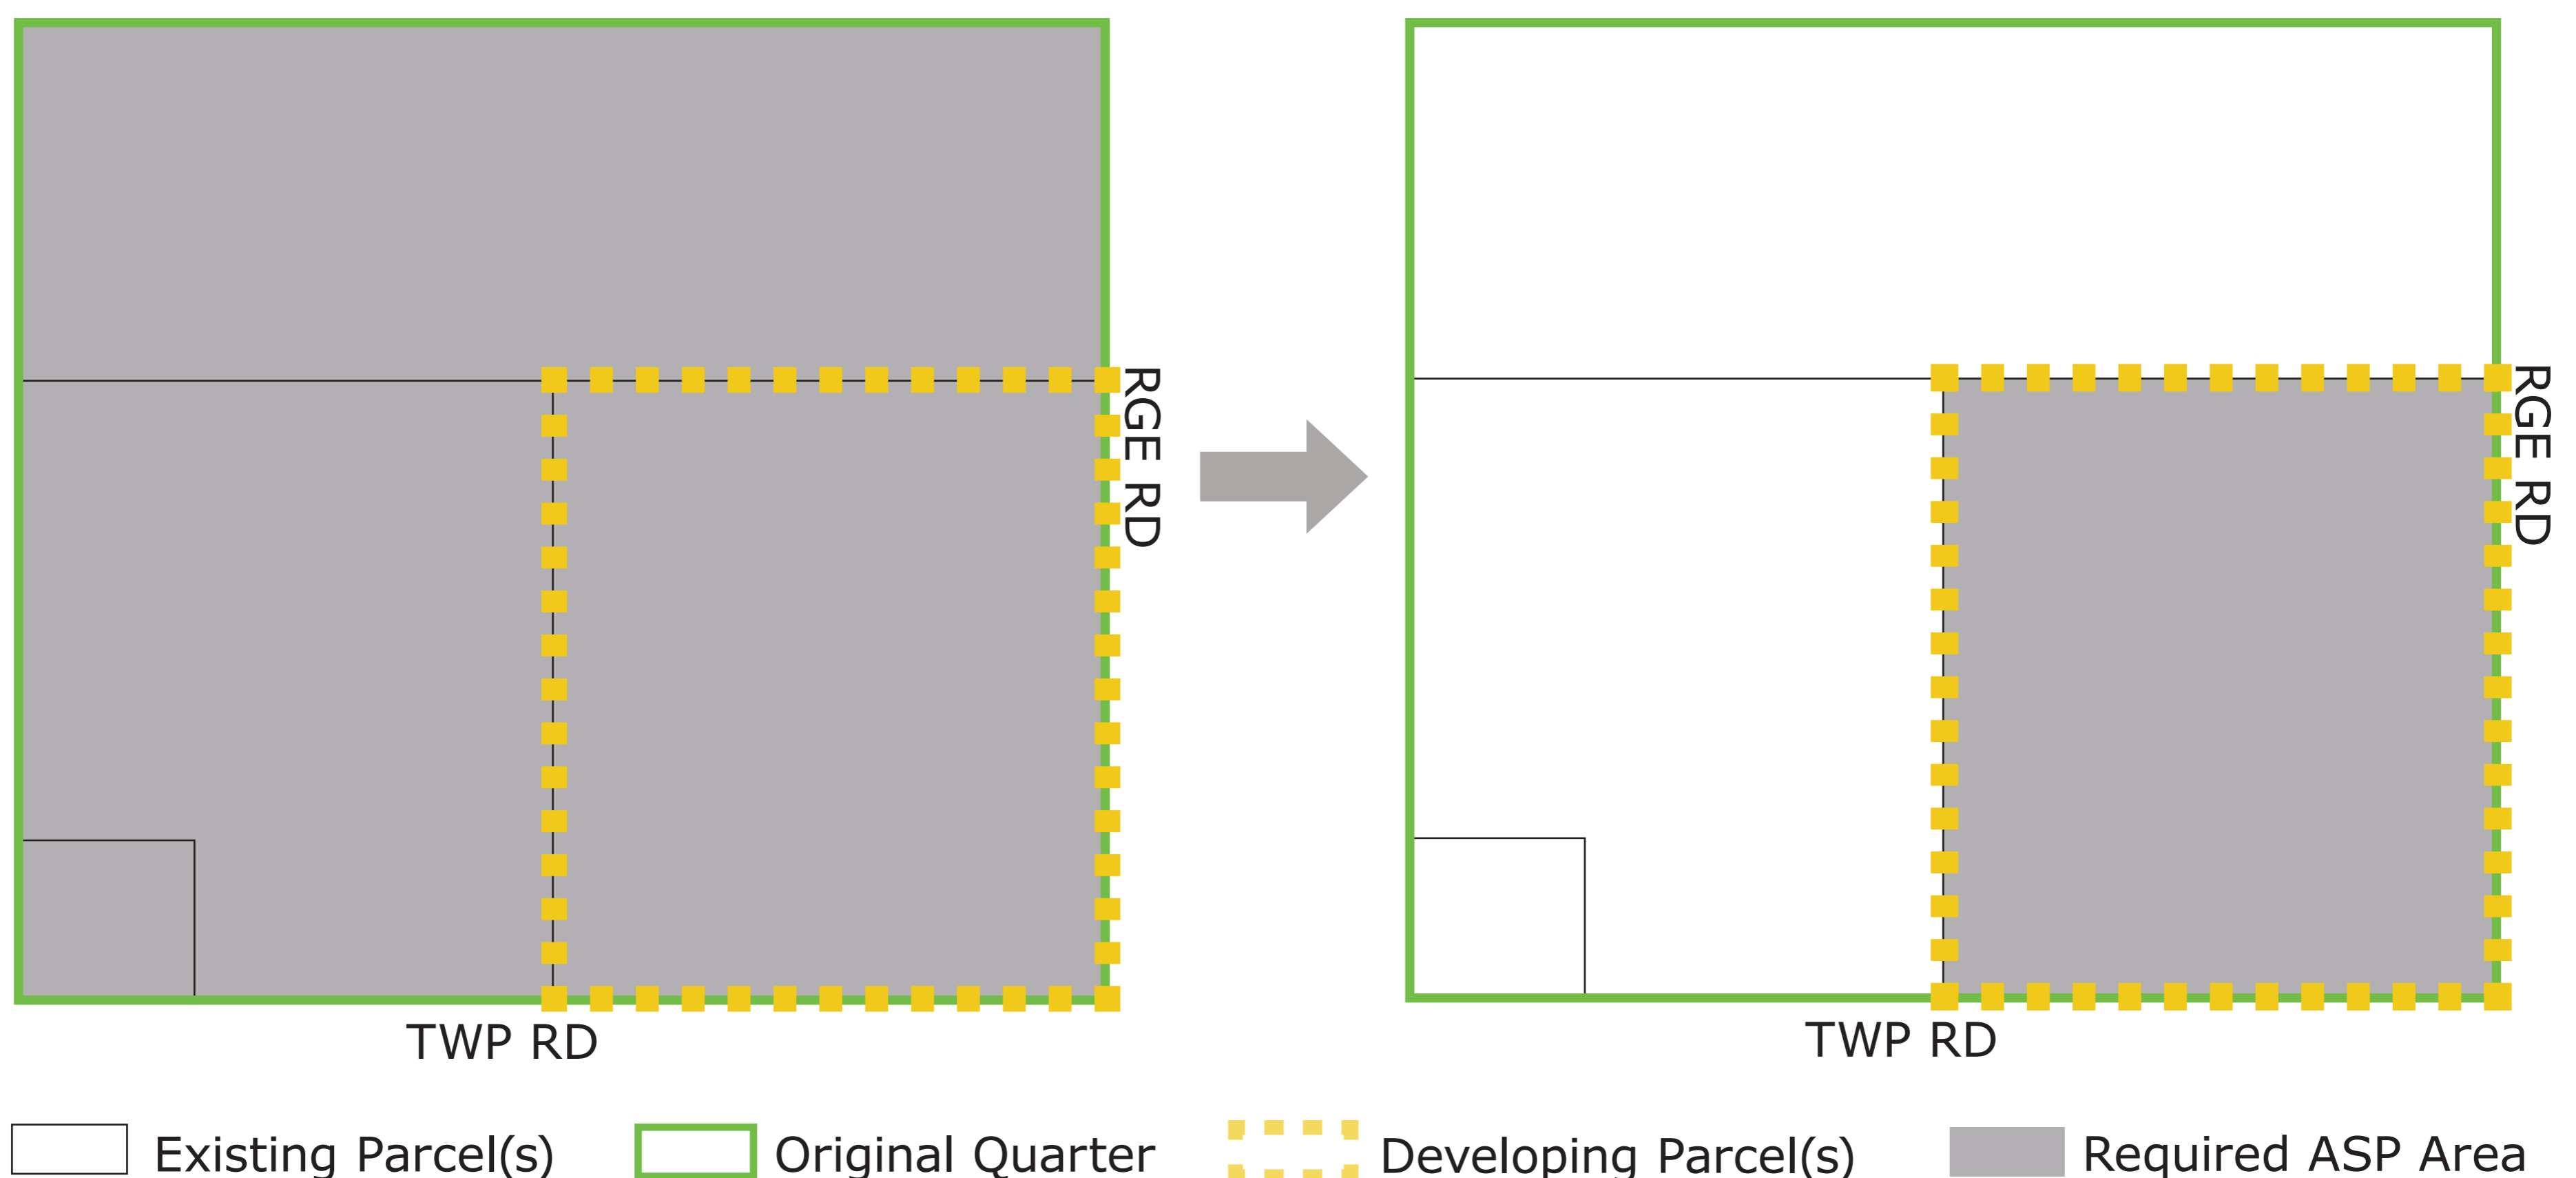 RGE RD
RGE RD
TWP RD
TWP RD
Existing Parcel(s)
Original Quarter
Developing Parcel(s)
Required ASP Area